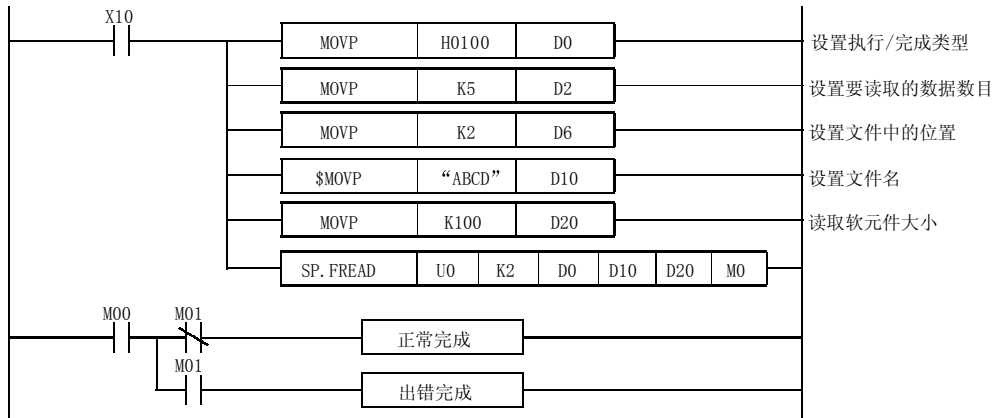 X10
MOVP H0100 D0 设置执行/完成类型
MOVP K5 D2 设置要读取的数据数目
MOVP K2 D6 设置文件中的位置
$MOVP “ABCD” D10 设置文件名
MOVP K100 D20 读取软元件大小
SP.FREAD U0 K2 D0 D10 D20 M0
M00 M01 正常完成
M01 出错完成